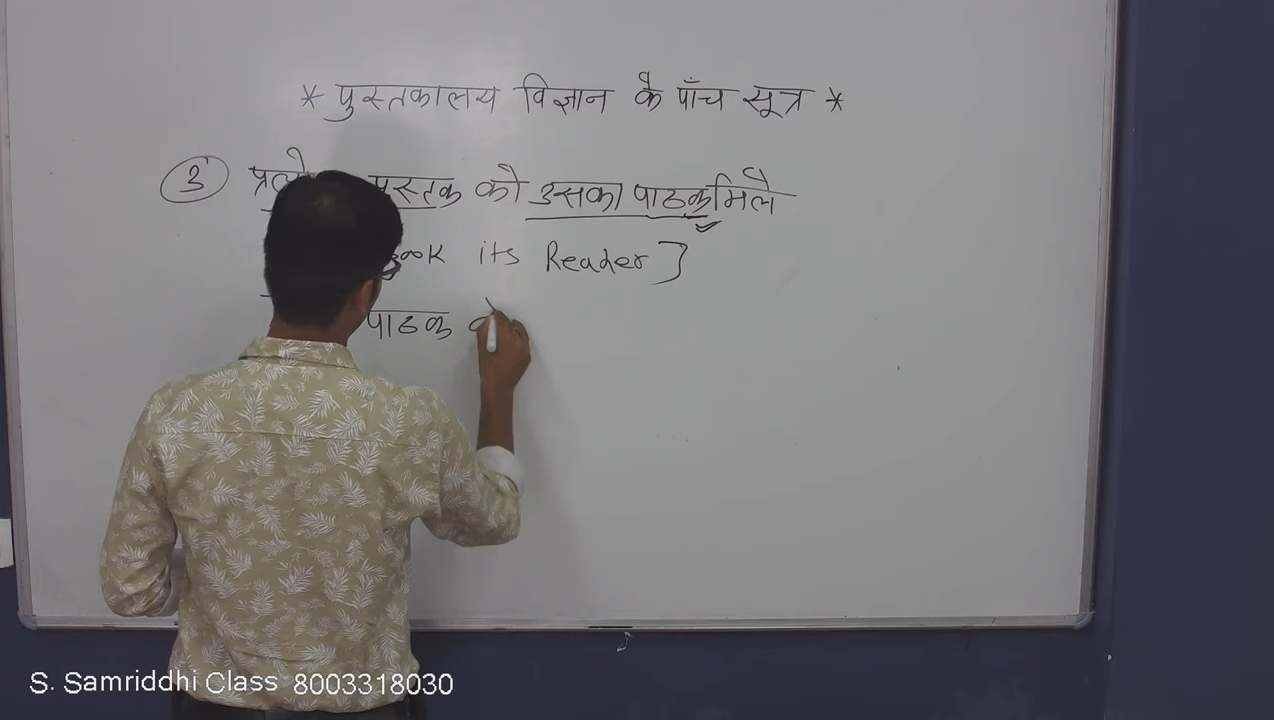 * पुस्तकालय विज्ञान के पाँच सूत्र *
3 पुस्तक को उसका पाठक मिले
its Reader ]
पाठक
S. Samriddhi Class 8003318030